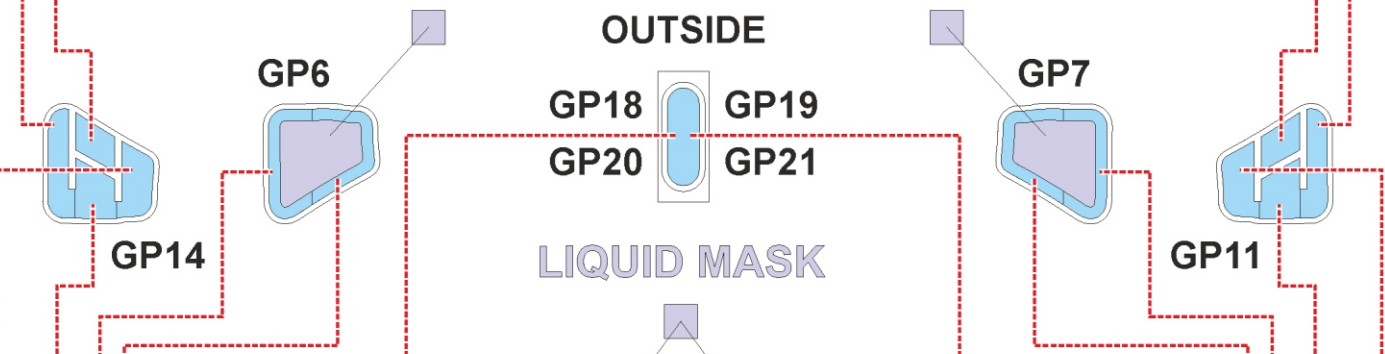 OUTSIDE
GP6
GP7
GP18
GP19
GP20
GP21
GP14
LIQUID MASK
GP11